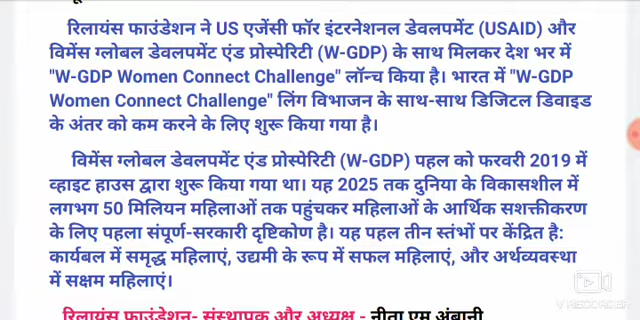 रिलायंस फाउंडेशन ने US एजेंसी फॉर इंटरनेशनल डेवलपमेंट (USAID) और
विमेंस ग्लोबल डेवलपमेंट एंड प्रोस्पेरिटी (W-GDP) के साथ मिलकर देश भर में
"W-GDP Women Connect Challenge" लॉन्च किया है। भारत में "W-GDP
Women Connect Challenge" लिंग विभाजन के साथ-साथ डिजिटल डिवाइड
के अंतर को कम करने के लिए शुरू किया गया है।
विमेंस ग्लोबल डेवलपमेंट एंड प्रोस्पेरिटी (W-GDP) पहल को फरवरी 2019 में
व्हाइट हाउस द्वारा शुरू किया गया था। यह 2025 तक दुनिया के विकासशील में
लगभग 50 मिलियन महिलाओं तक पहुंचकर महिलाओं के आर्थिक सशक्तीकरण
के लिए पहला संपूर्ण-सरकारी दृष्टिकोण है। यह पहल तीन स्तंभों पर केंद्रित है:
कार्यबल में समृद्ध महिलाएं, उद्यमी के रूप में सफल महिलाएं, और अर्थव्यवस्था
में सक्षम महिलाएं।
रिलायंस फाउंडेशन- संस्थापक और अध्यक्ष - नीता एम अंबानी
V RECORDER